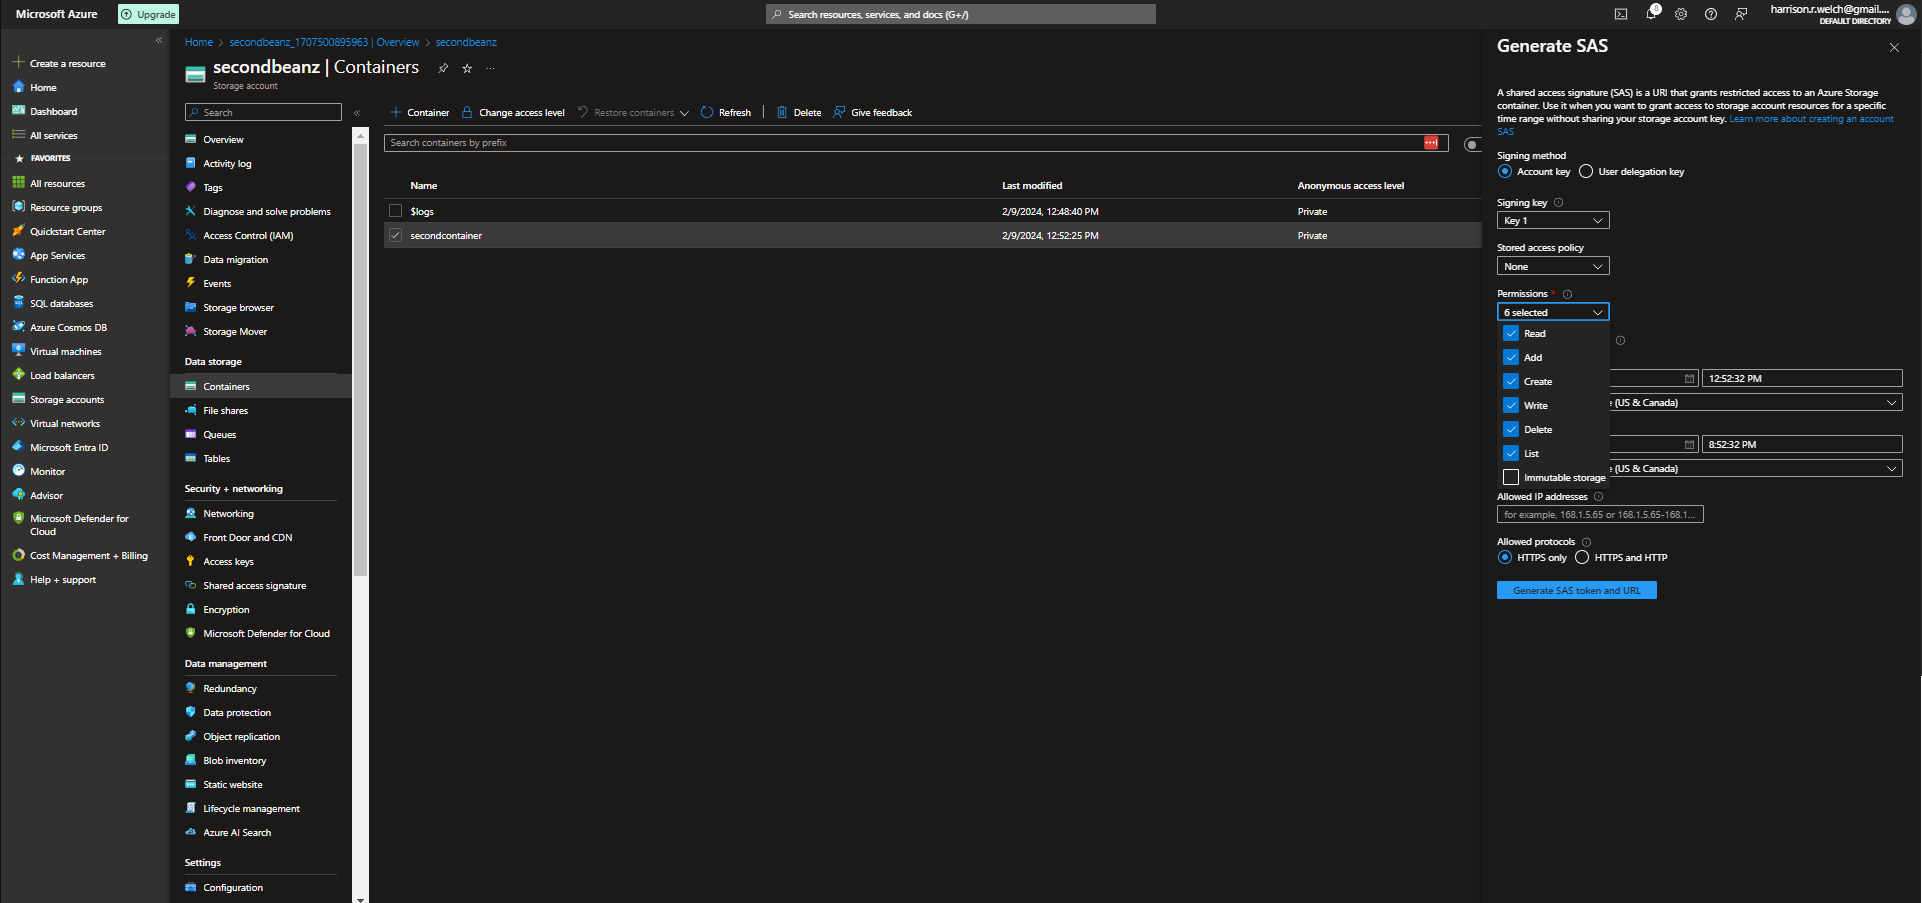 Microsoft Azure
Upgrade
Search resources, services, and docs (G+/)
8
harrison.r.welch@gmail....
DEFAULT DIRECTORY
Create a resource
Home
Dashboard
All services
FAVORITES
All resources
Resource groups
Quickstart Center
App Services
Function App
SQL databases
Azure Cosmos DB
Virtual machines
Load balancers
Storage accounts
Virtual networks
Microsoft Entra ID
Monitor
Advisor
Microsoft Defender for
Cloud
Cost Management + Billing
Help + support
Home > secondbeanz_1707500895963 | Overview > secondbeanz
secondbeanz | Containers
Storage account
Search
Overview
Activity log
Tags
Diagnose and solve problems
Access Control (IAM)
Data migration
Events
Storage browser
Storage Mover
Data storage
Containers
File shares
Queues
Tables
Security + networking
Networking
Front Door and CDN
Access keys
Shared access signature
Encryption
Microsoft Defender for Cloud
Data management
Redundancy
Data protection
Object replication
Blob inventory
Static website
Lifecycle management
Azure AI Search
Settings
Configuration
Container Change access level Restore containers Refresh Delete Give feedback
Search containers by prefix
Name Last modified Anonymous access level
$logs 2/9/2024, 12:48:40 PM Private
secondcontainer 2/9/2024, 12:52:25 PM Private
Generate SAS
A shared access signature (SAS) is a URI that grants restricted access to an Azure Storage
container. Use it when you want to grant access to storage account resources for a specific
time range without sharing your storage account key. Learn more about creating an account
SAS
Signing method
Account key User delegation key
Signing key
Key 1
Stored access policy
None
Permissions *
6 selected
Read
Add
Create
12:52:32 PM
Write
e (US & Canada)
Delete
8:52:32 PM
List
e (US & Canada)
Immutable storage
Allowed IP addresses
for example, 168.1.5.65 or 168.1.5.65-168.1...
Allowed protocols
HTTPS only HTTPS and HTTP
Generate SAS token and URL